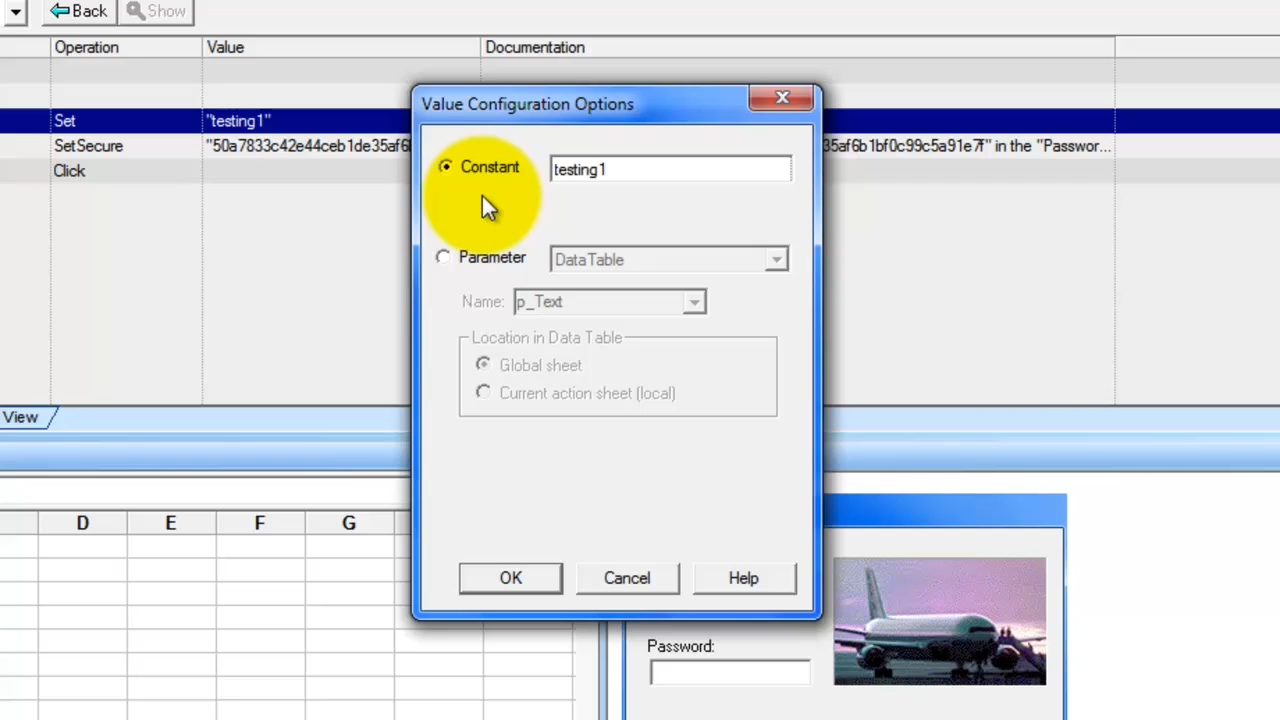 Back Show
Operation Value Documentation
Value Configuration Options
Set "testing1"
SetSecure "50a7833c42e44ceb1de35af6 35af6b1bf0c99c5a91e7f" in the "Passwor...
Click
Constant testing1
Parameter DataTable
Name: p_Text
Location in Data Table
Global sheet
Current action sheet (local)
View
D E F G
OK Cancel Help
Password: